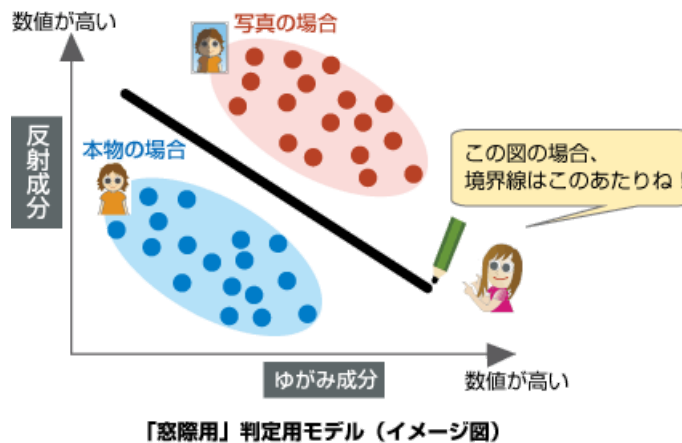 数値が高い
写真の場合
反射成分
本物の場合
この図の場合、
境界線はこのあたりね!
ゆがみ成分
数値が高い
「窓際用」判定用モデル（イメージ図）